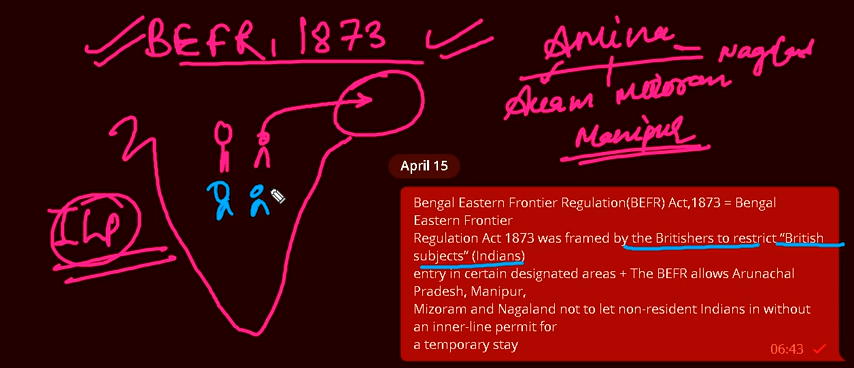 BEFR, 1873
Amina
Nagaland
Assam Mizoram
Manipur
ILP
April 15
Bengal Eastern Frontier Regulation(BEFR) Act,1873 = Bengal
Eastern Frontier
Regulation Act 1873 was framed by the Britishers to restrict "British
subjects" (Indians)
entry in certain designated areas + The BEFR allows Arunachal
Pradesh, Manipur,
Mizoram and Nagaland not to let non-resident Indians in without
an inner-line permit for
a temporary stay
06:43